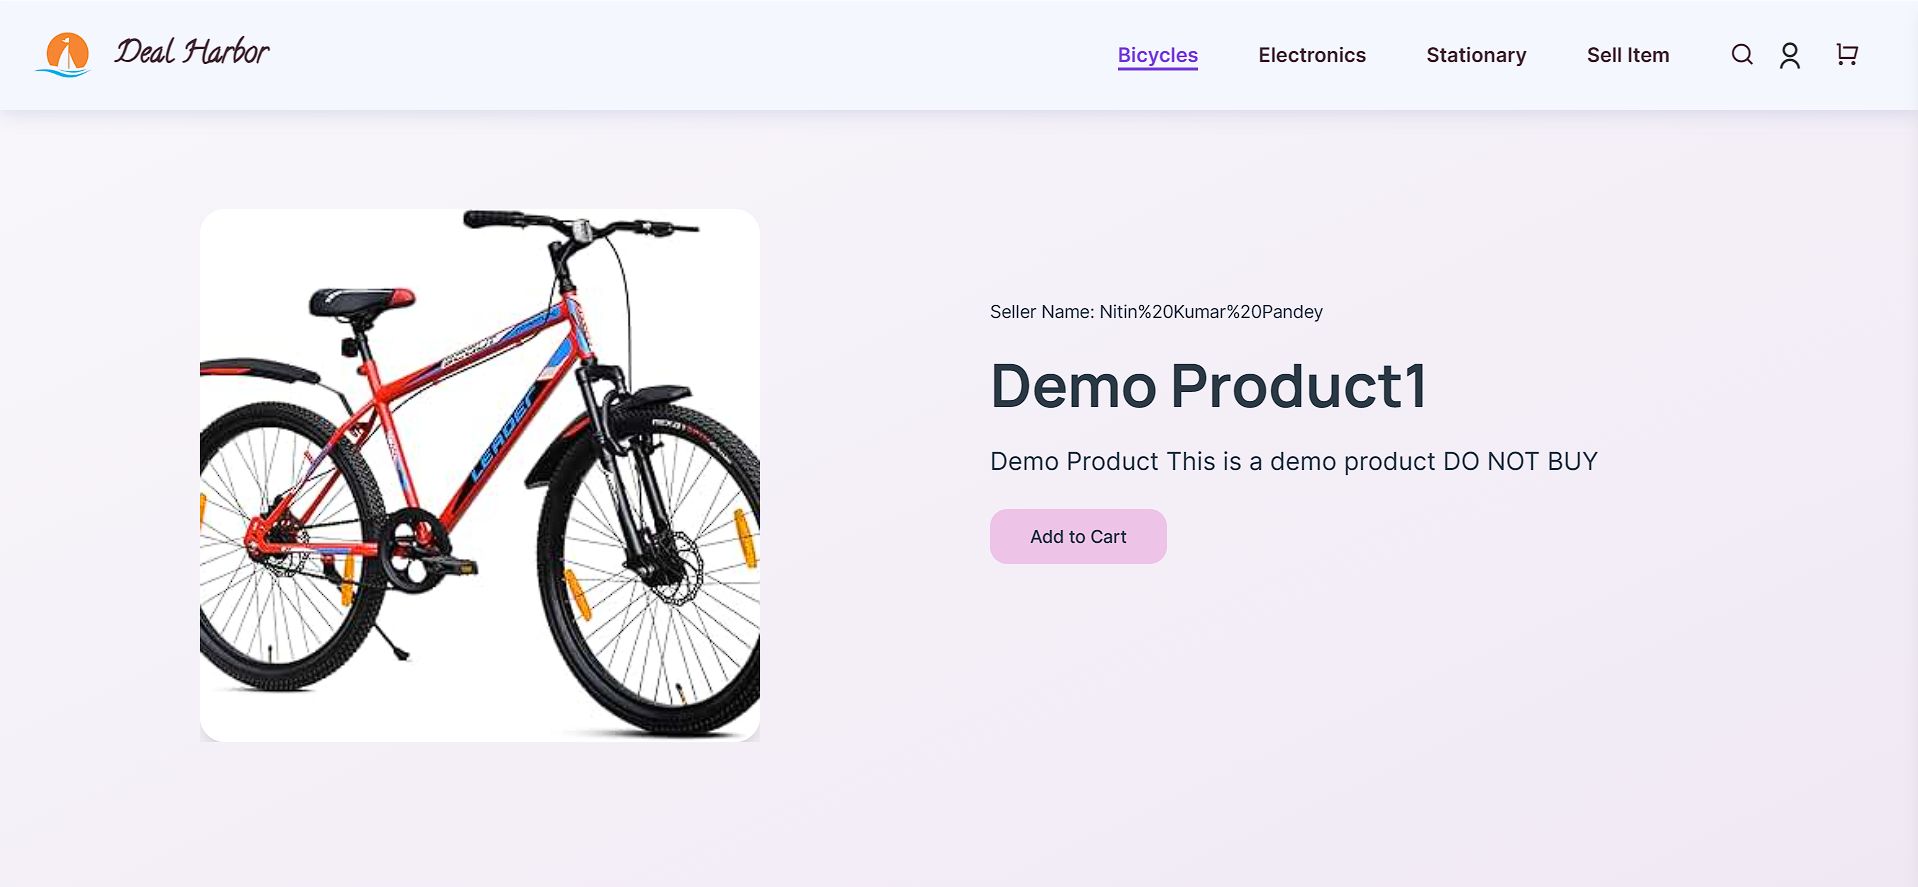 Deal Harbor
Bicycles Electronics Stationary Sell Item
Seller Name: Nitin%20Kumar%20Pandey
Demo Product1
Demo Product This is a demo product DO NOT BUY
Add to Cart
LEADER